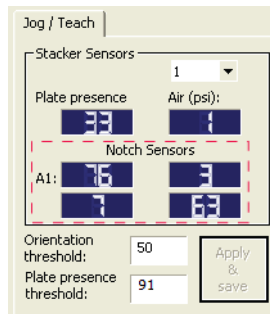 Jog / Teach
Stacker Sensors
1
Plate presence Air (psi):
33 1
Notch Sensors
A1: 76 3
7 63
Orientation threshold: 50
Plate presence threshold: 91
Apply & save